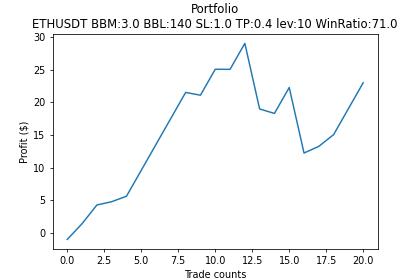 Portfolio
ETHUSDT BBM:3.0 BBL:140 SL:1.0 TP:0.4 lev:10 WinRatio:71.0
30
25
20
15
10
5
0
Profit ($)
0.0 2.5 5.0 7.5 10.0 12.5 15.0 17.5 20.0
Trade counts